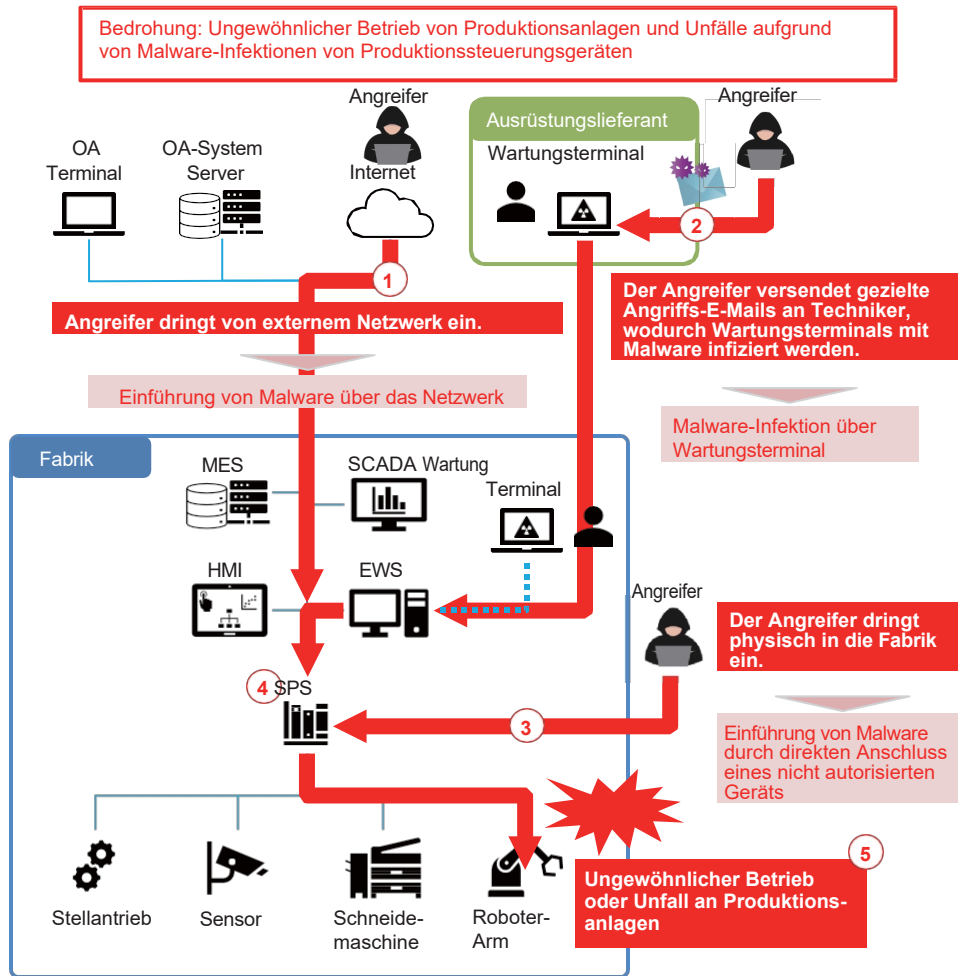 Bedrohung: Ungewöhnlicher Betrieb von Produktionsanlagen und Unfälle aufgrund
von Malware-Infektionen von Produktionssteuerungsgeräten
Angreifer
Internet
OA
Terminal
OA-System
Server
Ausrüstungslieferant
Wartungsterminal
Angreifer
1
2
Angreifer dringt von externem Netzwerk ein.
Einführung von Malware über das Netzwerk
Der Angreifer versendet gezielte
Angriffs-E-Mails an Techniker,
wodurch Wartungsterminals mit
Malware infiziert werden.
Malware-Infektion über
Wartungsterminal
Fabrik
MES
SCADA Wartung
Terminal
HMI
EWS
Angreifer
Der Angreifer dringt
physisch in die Fabrik
ein.
4
SPS
3
Einführung von Malware
durch direkten Anschluss
eines nicht autorisierten
Geräts
5
Ungewöhnlicher Betrieb
oder Unfall an Produktions-
anlagen
Stellantrieb
Sensor
Schneide-
maschine
Roboter-
Arm